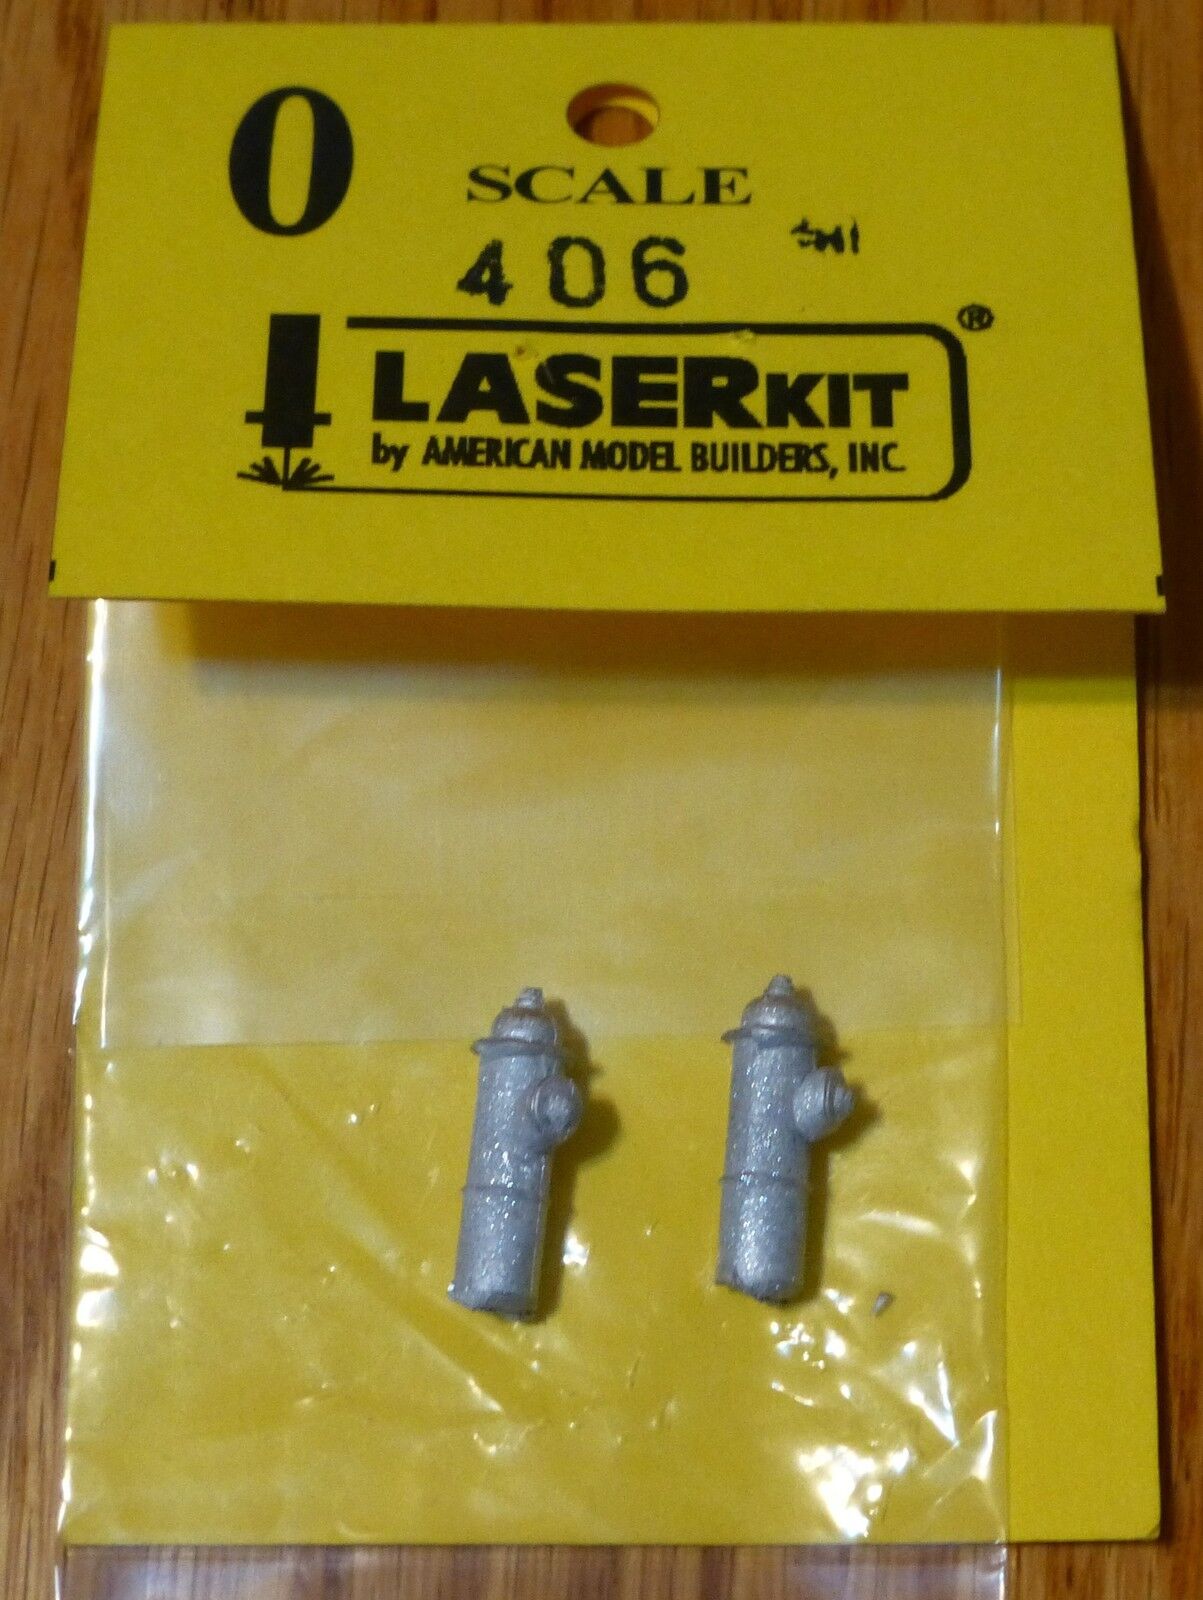 O SCALE
406
LASERKIT ®
by AMERICAN MODEL BUILDERS, INC.